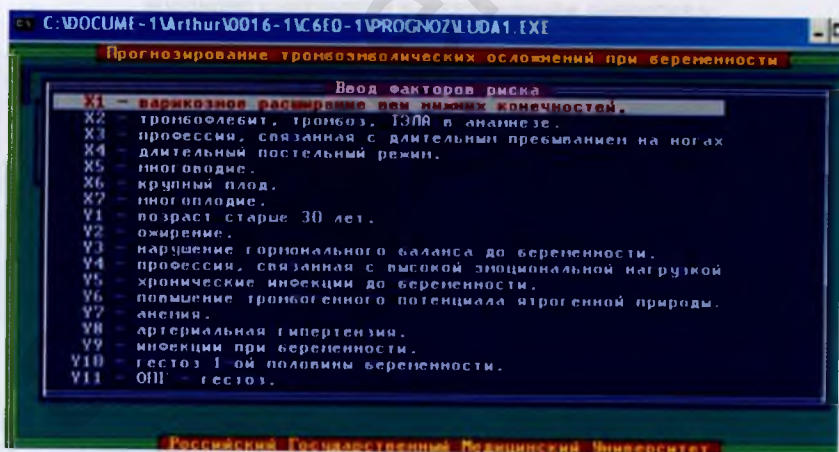 C:\DOCUME~1\Arthur\0016~1\C6E0~1\PROGNOZ\LUDA1.EXE
Прогнозирование тромбоэмболических осложнений при беременности
Ввод факторов риска
X1 - варикозное расширение вен нижних конечностей.
X2 - тромбофлебит, тромбоз, ТЭЛА в анамнезе.
X3 - профессия, связанная с длительным пребыванием на ногах
X4 - длительный постельный режим.
X5 - многоводие.
X6 - крупный плод.
X7 - многоплодие.
Y1 - возраст старше 30 лет.
Y2 - ожирение.
Y3 - нарушение гормонального баланса до беременности.
Y4 - профессия, связанная с высокой эмоциональной нагрузкой
Y5 - хронические инфекции до беременности.
Y6 - повышение тромбогенного потенциала ятрогенной природы.
Y7 - анемия.
Y8 - артериальная гипертензия.
Y9 - инфекции при беременности.
Y10 - гестоз 1-ой половины беременности.
Y11 - ОПГ - гестоз.
Российский Государственный Медицинский Университет